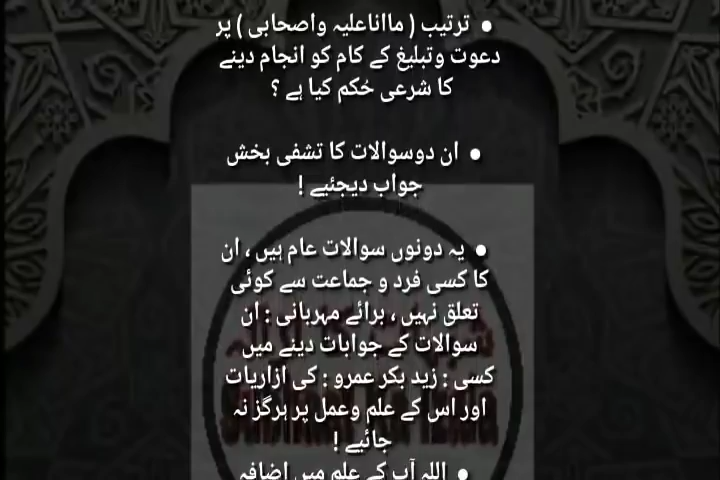 ● ترتیب ( مااناعلیہ واصحابی ) پر
دعوت وتبلیغ کے کام کو انجام دینے
کا شرعی حُکم کیا ہے ؟
● ان دوسوالات کا تشفی بخش
جواب دیجئیے !
● یہ دونوں سوالات عام ہیں ، ان
کا کسی فرد و جماعت سے کوئی
تعلق نہیں ، برائے مہربانی : ان
سوالات کے جوابات دینے میں
کسی : زید بکر عمرو : کی ازاریات
اور اس کے علم وعمل پر ہرگز نہ
جائیے !
● اللہ آپ کے علم میں اضافہ